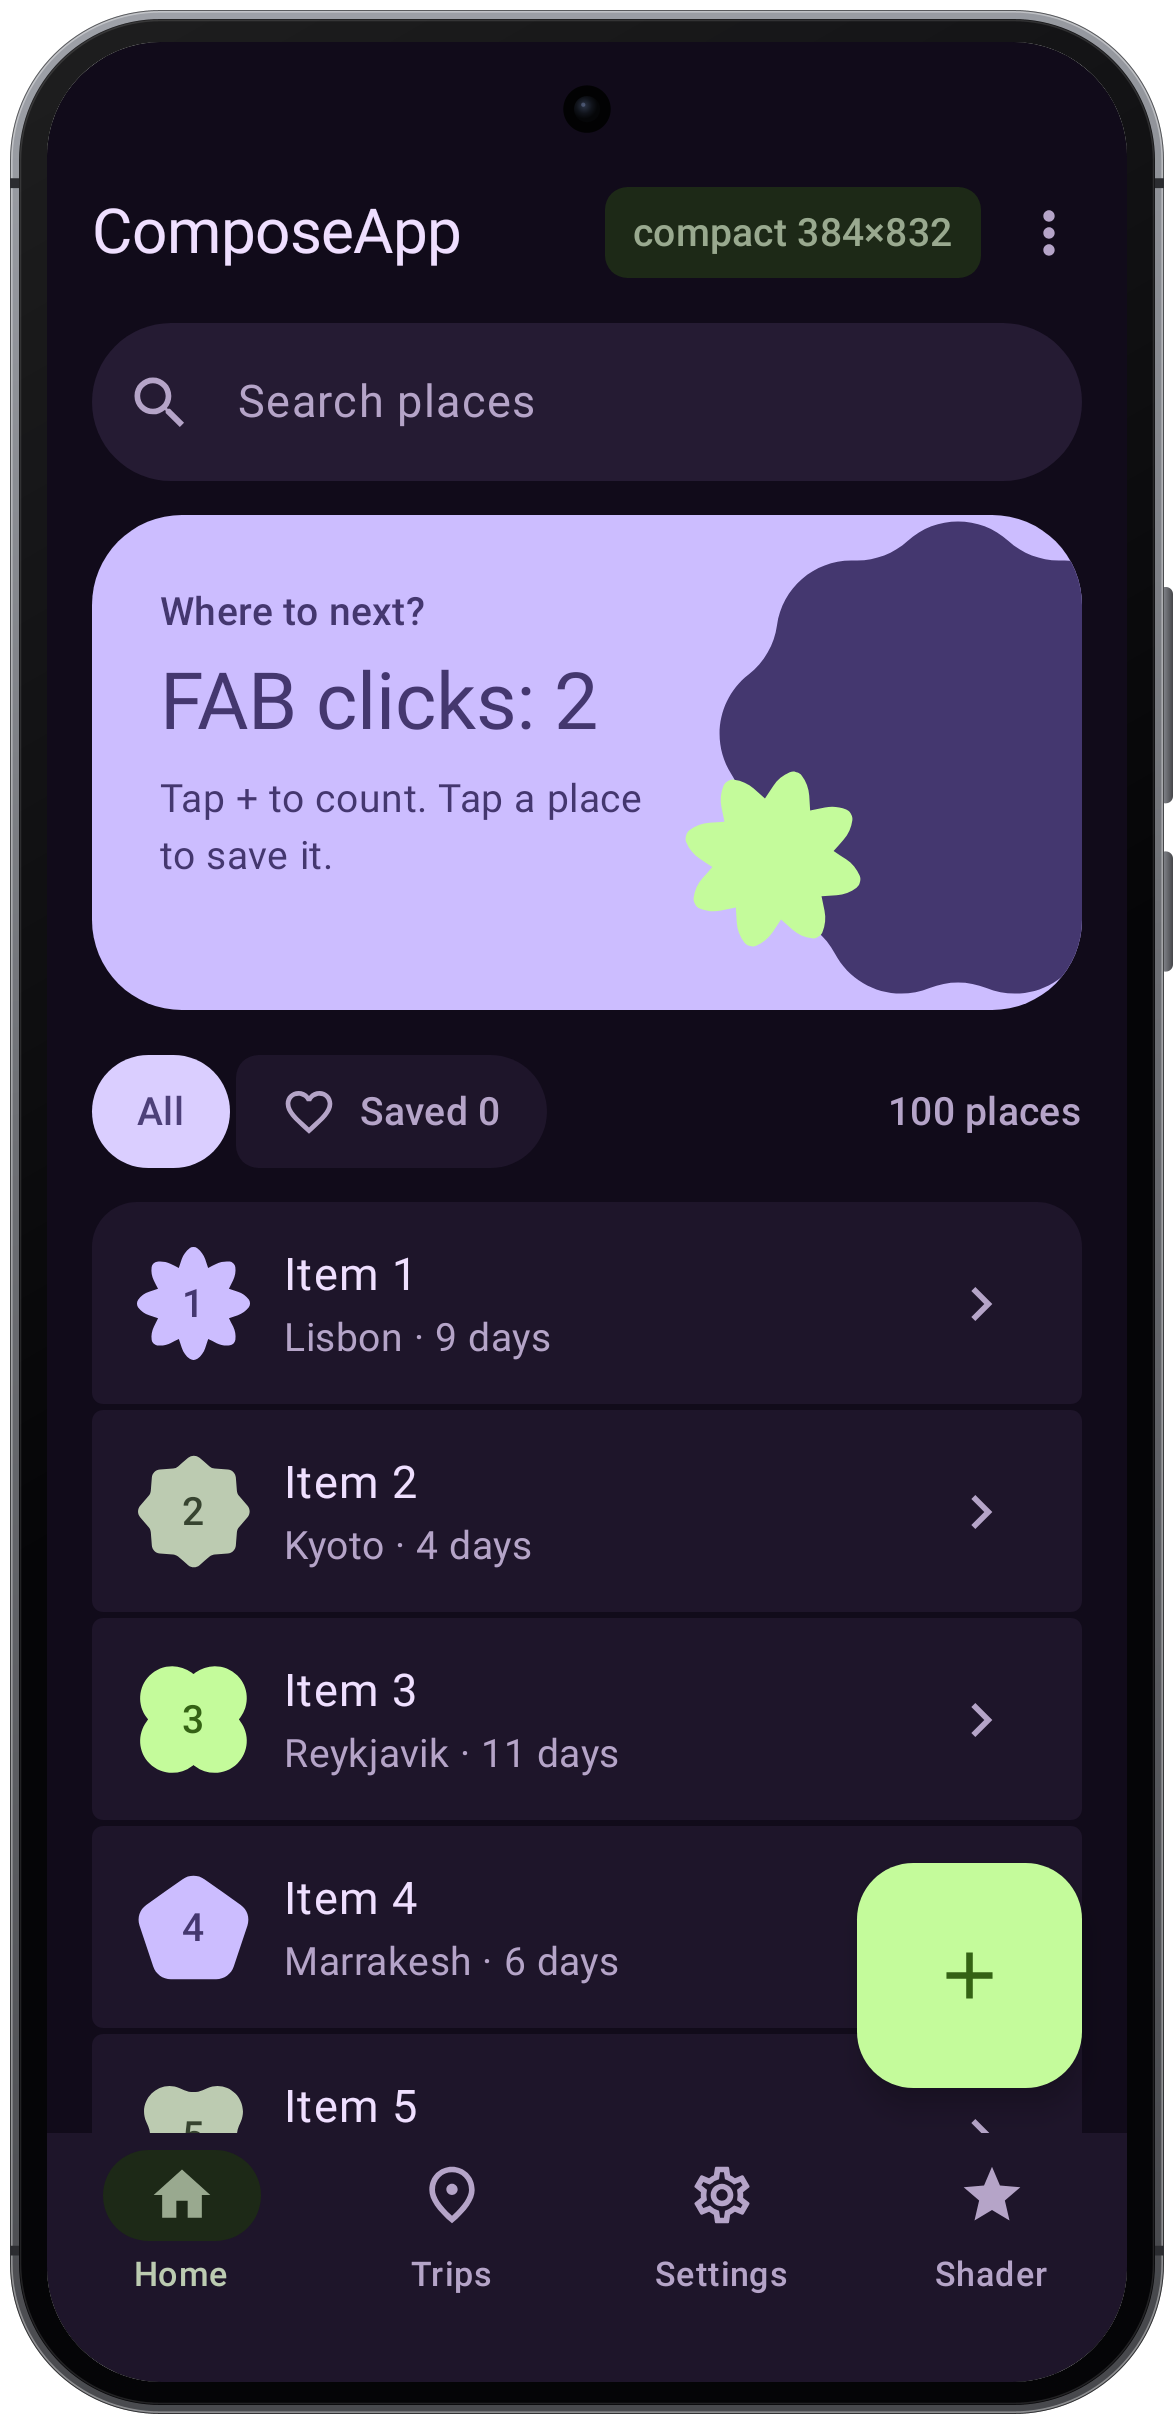 ComposeApp
compact 384×832
Search places
Where to next?
FAB clicks: 2
Tap + to count. Tap a place
to save it.
All
Saved 0
100 places
1
Item 1
Lisbon · 9 days
2
Item 2
Kyoto · 4 days
3
Item 3
Reykjavik · 11 days
4
Item 4
Marrakesh · 6 days
+
5
Item 5
Home
Trips
Settings
Shader